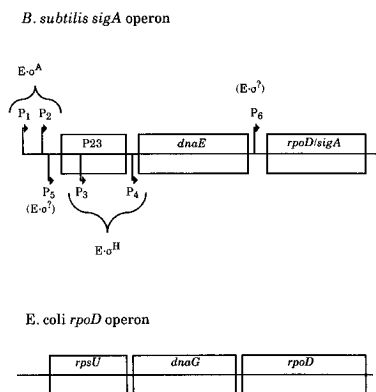 B. subtilis sigA operon
E·σᴬ
(E·σ?)
P1 P2 P6
P23 dnaE rpoD/sigA
P5 P3 P4
(E·σ?)
E·σᴴ
E. coli rpoD operon
rpsU dnaG rpoD